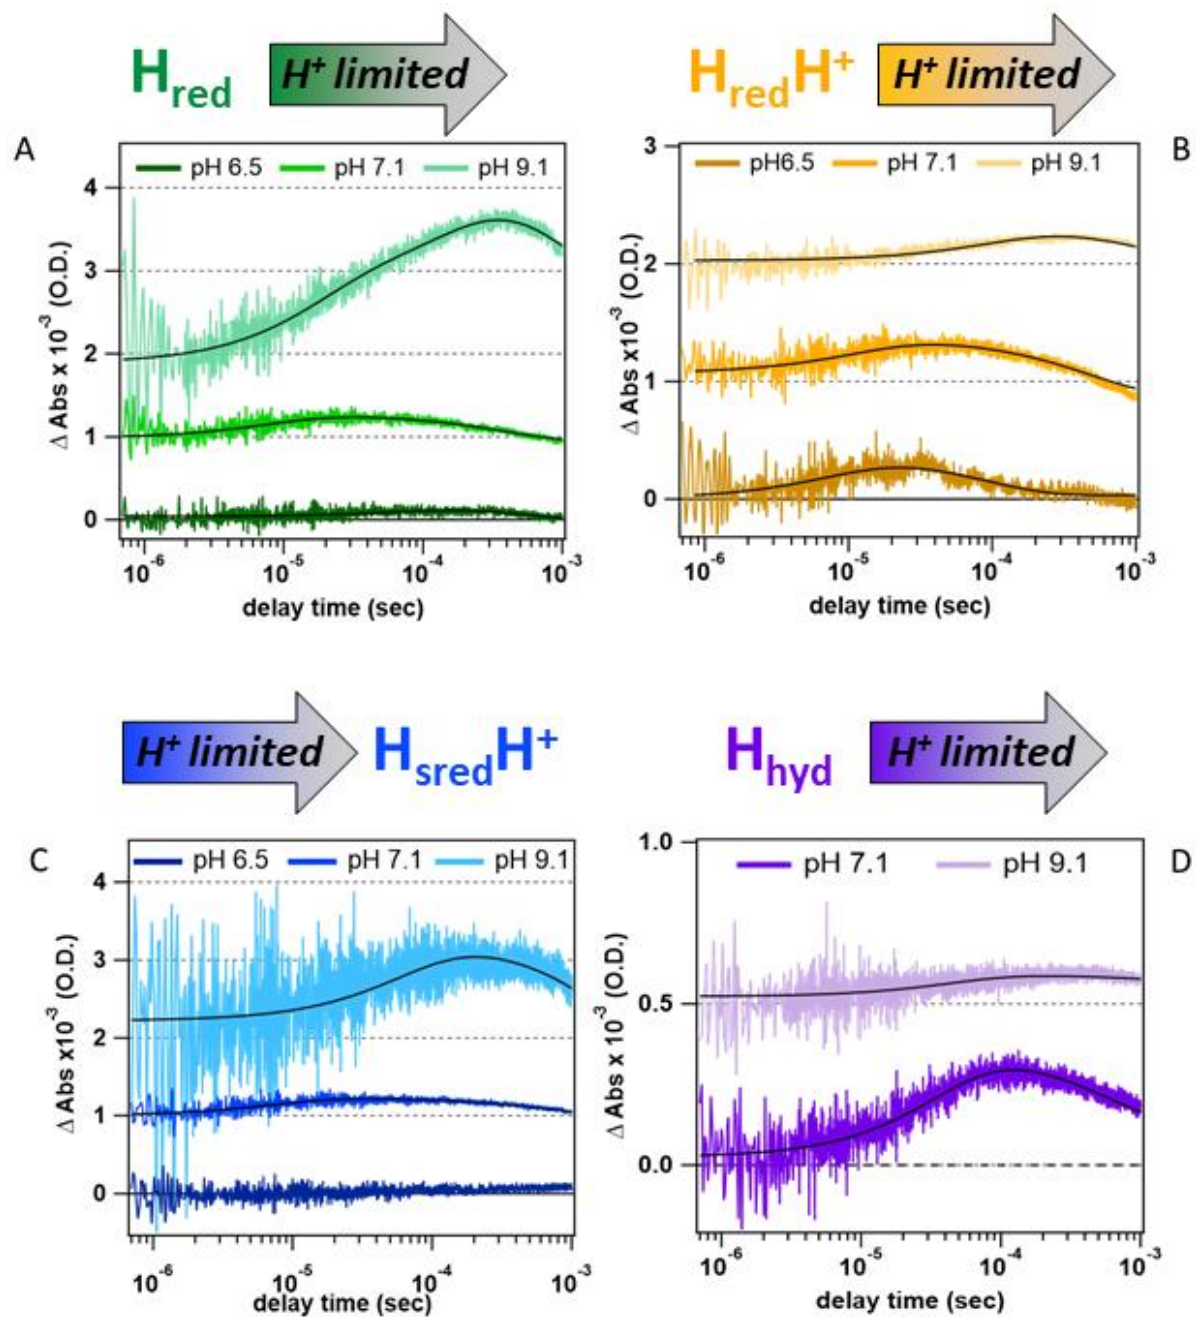 H_red H⁺ limited
H_redH⁺ H⁺ limited
A
pH 6.5 pH 7.1 pH 9.1
4
3
2
1
0
Δ Abs x 10⁻³ (O.D.)
10⁻⁶ 10⁻⁵ 10⁻⁴ 10⁻³
delay time (sec)
B
3
pH6.5 pH 7.1 pH 9.1
2
1
0
Δ Abs x10⁻³ (O.D.)
10⁻⁶ 10⁻⁵ 10⁻⁴ 10⁻³
delay time (sec)
H⁺ limited H_sredH⁺
H_hyd H⁺ limited
C
pH 6.5 pH 7.1 pH 9.1
4
3
2
1
0
Δ Abs x10⁻³ (O.D.)
10⁻⁶ 10⁻⁵ 10⁻⁴ 10⁻³
delay time (sec)
D
1.0
pH 7.1 pH 9.1
0.5
0.0
Δ Abs x 10⁻³ (O.D.)
10⁻⁶ 10⁻⁵ 10⁻⁴ 10⁻³
delay time (sec)